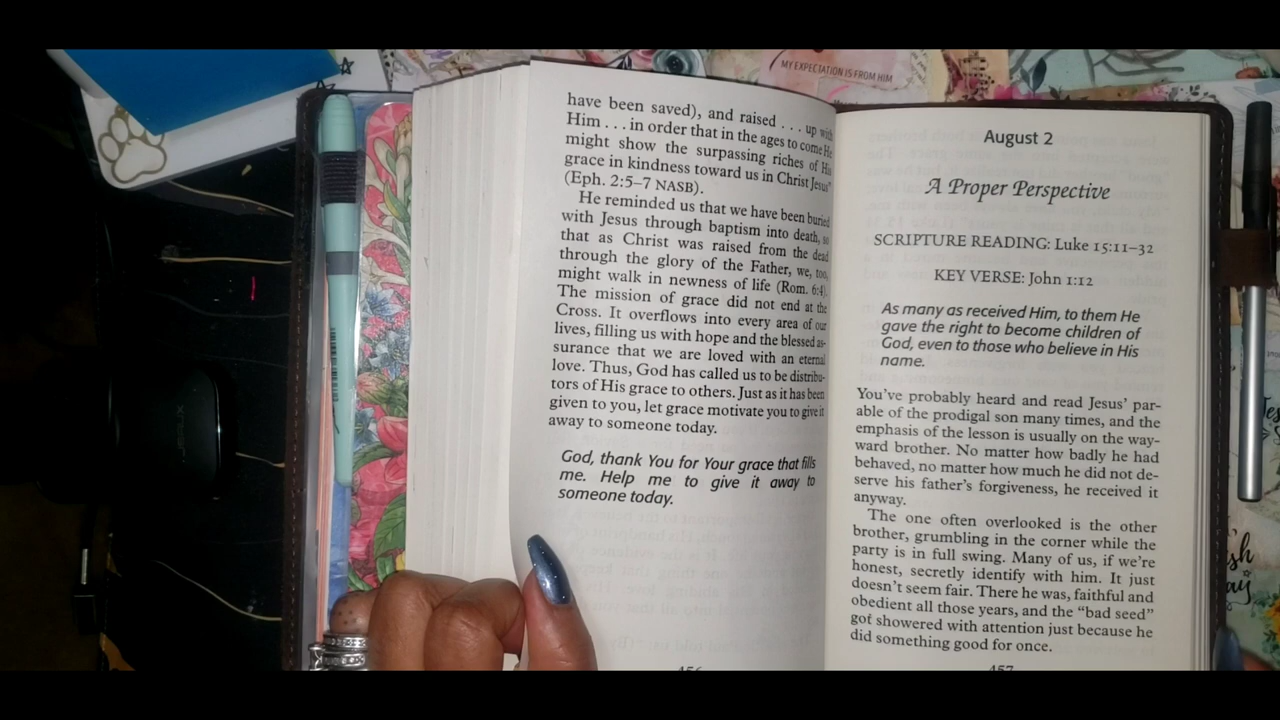 MY EXPECTATION IS FROM HIM
have been saved), and raised . . . up with
Him . . . in order that in the ages to come He
might show the surpassing riches of His
grace in kindness toward us in Christ Jesus"
(Eph. 2:5–7 NASB).
He reminded us that we have been buried
with Jesus through baptism into death, so
that as Christ was raised from the dead
through the glory of the Father, we, too,
might walk in newness of life (Rom. 6:4).
The mission of grace did not end at the
Cross. It overflows into every area of our
lives, filling us with hope and the blessed as-
surance that we are loved with an eternal
love. Thus, God has called us to be distribu-
tors of His grace to others. Just as it has been
given to you, let grace motivate you to give it
away to someone today.
God, thank You for Your grace that fills
me. Help me to give it away to
someone today.
456
August 2
A Proper Perspective
SCRIPTURE READING: Luke 15:11–32
KEY VERSE: John 1:12
As many as received Him, to them He
gave the right to become children of
God, even to those who believe in His
name.
You've probably heard and read Jesus' par-
able of the prodigal son many times, and the
emphasis of the lesson is usually on the way-
ward brother. No matter how badly he had
behaved, no matter how much he did not de-
serve his father's forgiveness, he received it
anyway.
The one often overlooked is the other
brother, grumbling in the corner while the
party is in full swing. Many of us, if we're
honest, secretly identify with him. It just
doesn't seem fair. There he was, faithful and
obedient all those years, and the "bad seed"
got showered with attention just because he
did something good for once.
457